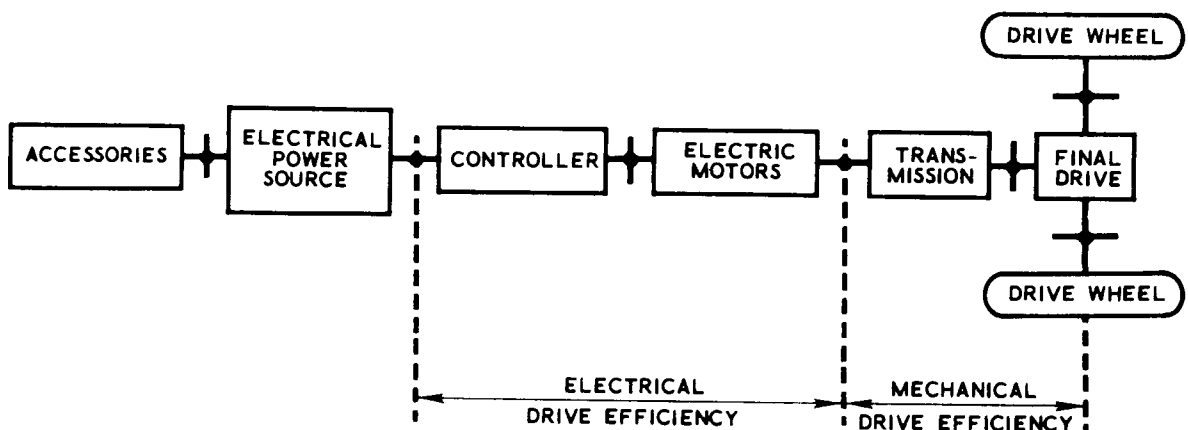 DRIVE WHEEL
ACCESSORIES
ELECTRICAL
POWER
SOURCE
CONTROLLER
ELECTRIC
MOTORS
TRANS-
MISSION
FINAL
DRIVE
DRIVE WHEEL
ELECTRICAL
DRIVE EFFICIENCY
MECHANICAL
DRIVE EFFICIENCY